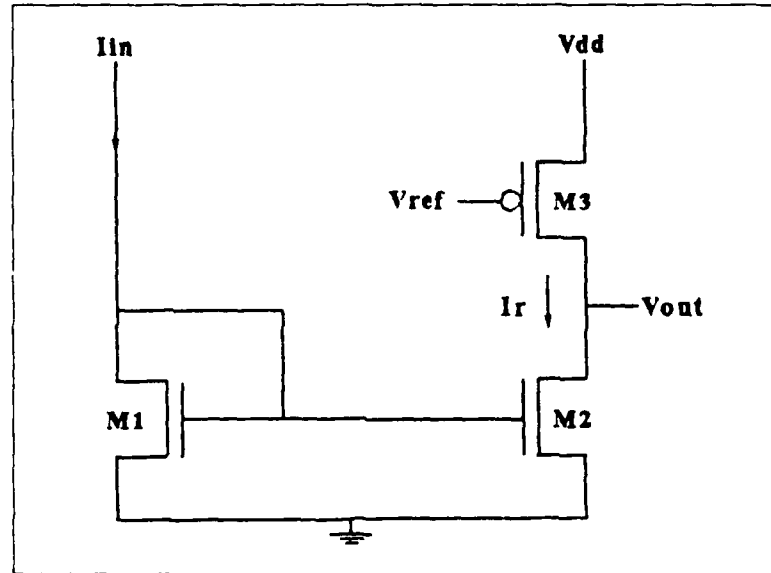 Iin
Vdd
Vref
M3
Ir
Vout
M1
M2